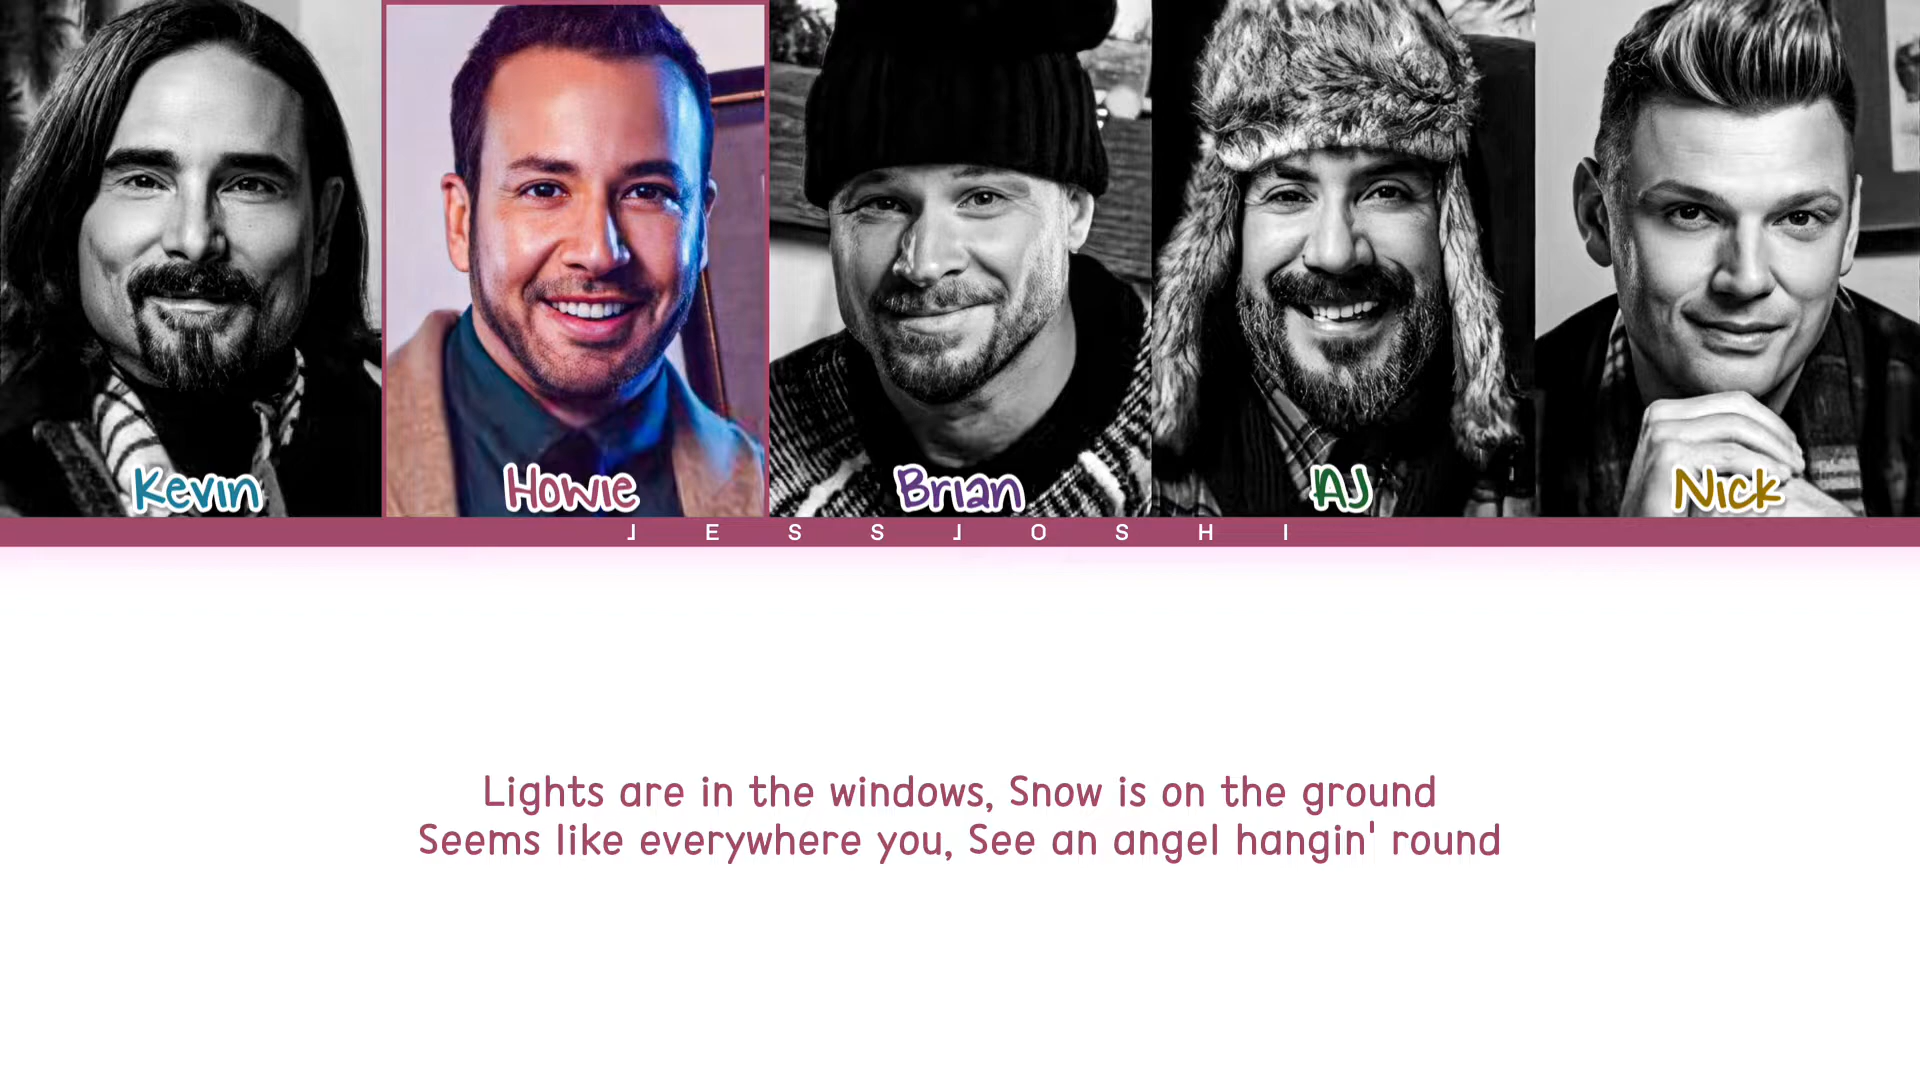 Kevin Howie Brian AJ Nick
JESSJOSHI
Lights are in the windows, Snow is on the ground
Seems like everywhere you, See an angel hangin' round